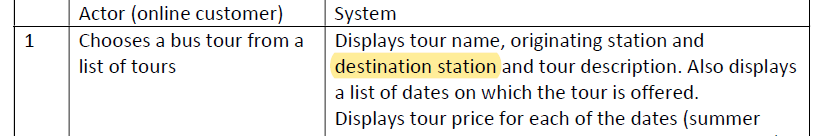 Actor (online customer) System
1 Chooses a bus tour from a Displays tour name, originating station and
list of tours destination station and tour description. Also displays
a list of dates on which the tour is offered.
Displays tour price for each of the dates (summer